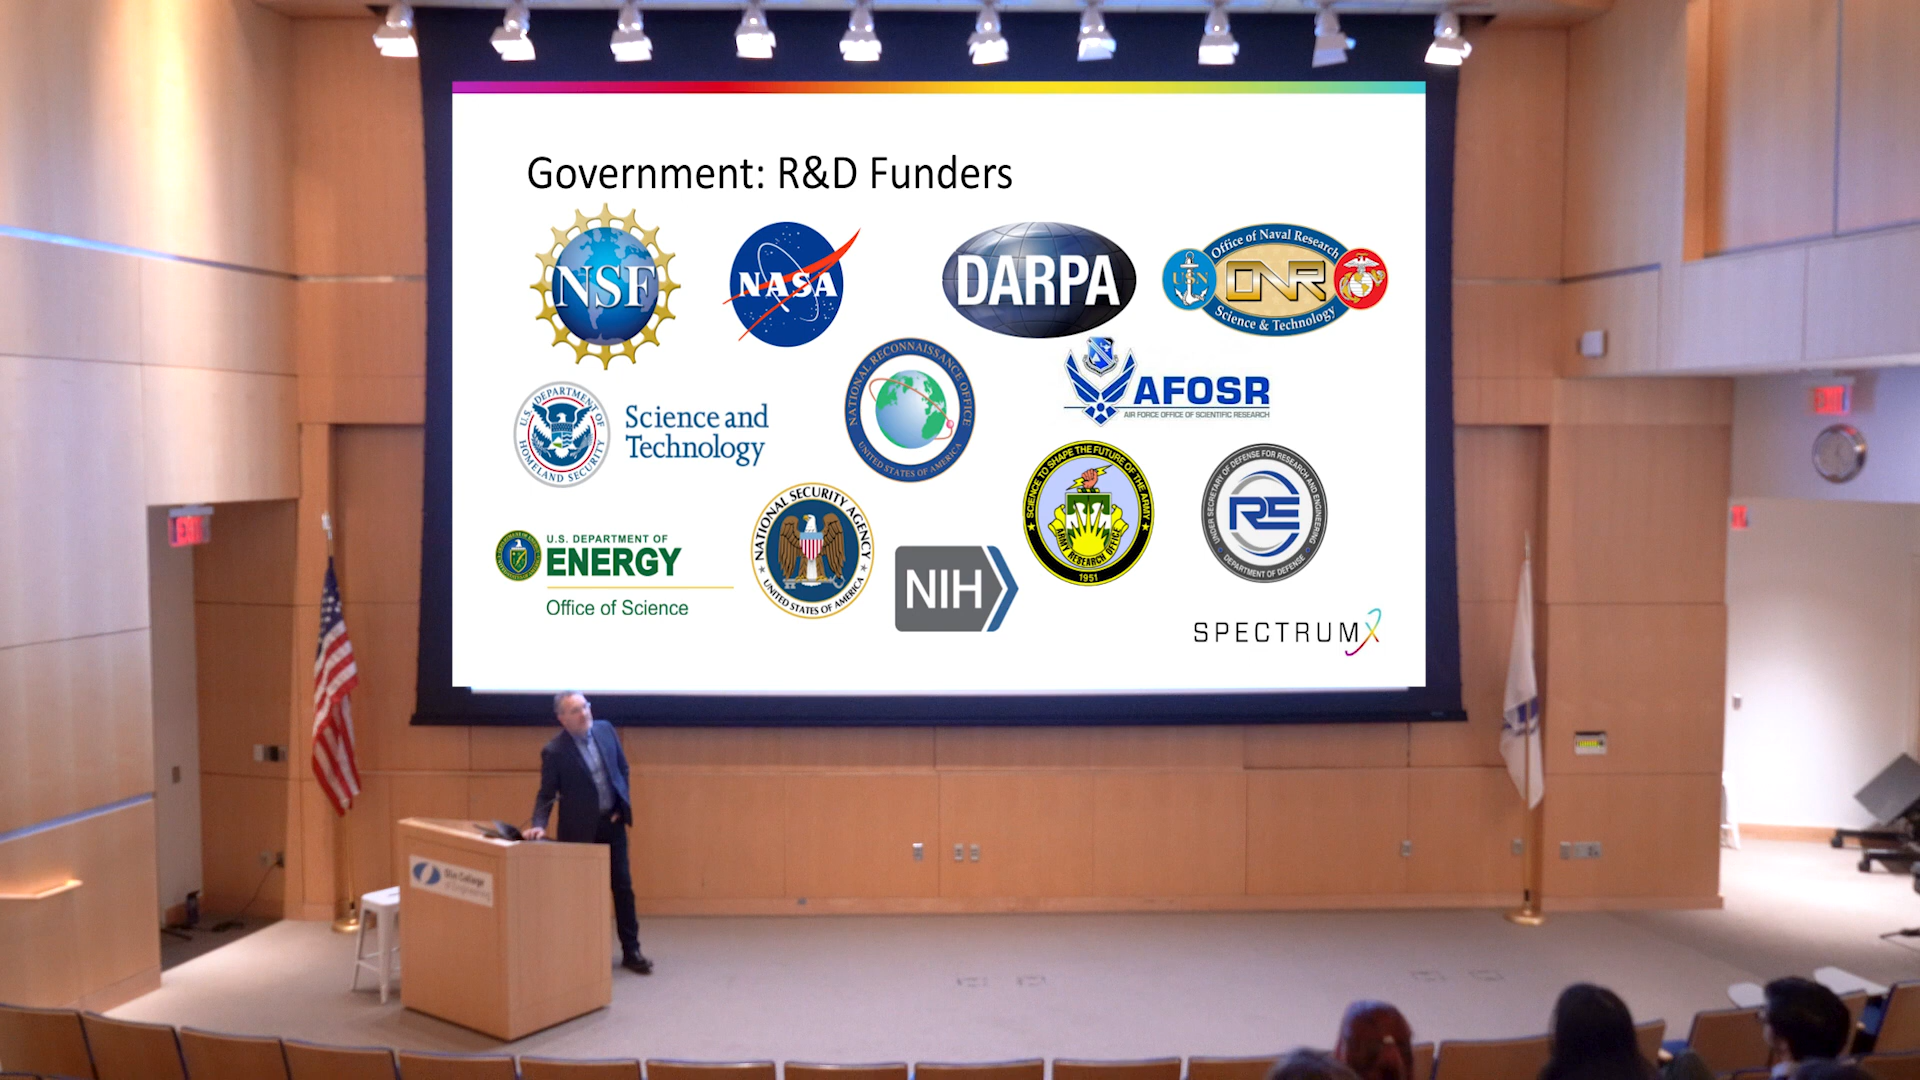 Government: R&D Funders
NSF
NASA
DARPA
Office of Naval Research
USN
ONR
Science & Technology
NATIONAL RECONNAISSANCE OFFICE
UNITED STATES OF AMERICA
AFOSR
AIR FORCE OFFICE OF SCIENTIFIC RESEARCH
U.S. DEPARTMENT OF
HOMELAND SECURITY
Science and
Technology
SCIENCE TO SHAPE THE FUTURE OF THE ARMY
ARMY RESEARCH OFFICE
1951
UNDER SECRETARY OF DEFENSE FOR RESEARCH AND ENGINEERING
RE
DEPARTMENT OF DEFENSE
NATIONAL SECURITY AGENCY
UNITED STATES OF AMERICA
U.S. DEPARTMENT OF
ENERGY
Office of Science
NIH
SPECTRUMX
EXIT
EXIT